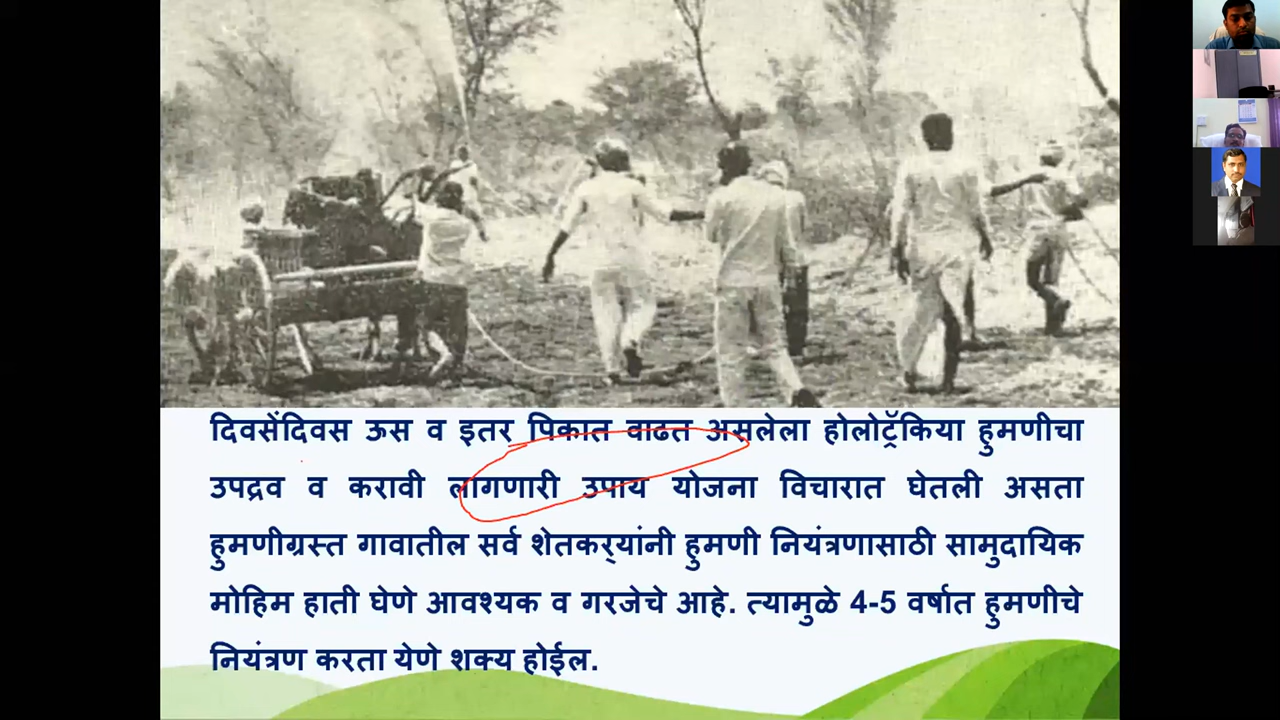 दिवसेंदिवस ऊस व इतर पिकात वाढत असलेला होलोट्रॅकिया हुमणीचा
उपद्रव व करावी लागणारी उपाय योजना विचारात घेतली असता
हुमणीग्रस्त गावातील सर्व शेतकऱ्यांनी हुमणी नियंत्रणासाठी सामुदायिक
मोहिम हाती घेणे आवश्यक व गरजेचे आहे. त्यामुळे 4-5 वर्षात हुमणीचे
नियंत्रण करता येणे शक्य होईल.